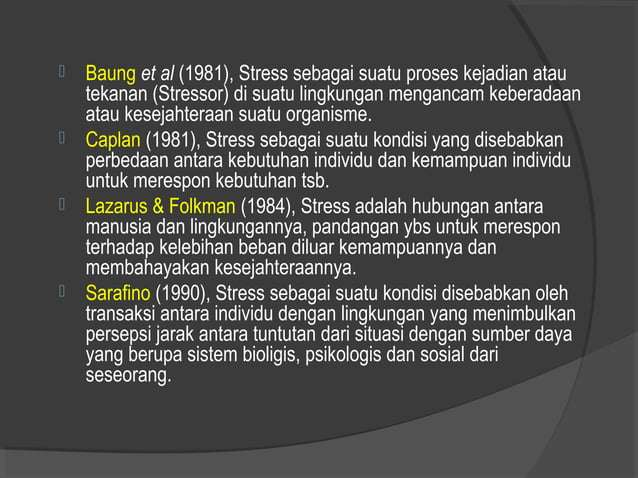 Baung et al (1981), Stress sebagai suatu proses kejadian atau
tekanan (Stressor) di suatu lingkungan mengancam keberadaan
atau kesejahteraan suatu organisme.
Caplan (1981), Stress sebagai suatu kondisi yang disebabkan
perbedaan antara kebutuhan individu dan kemampuan individu
untuk merespon kebutuhan tsb.
Lazarus & Folkman (1984), Stress adalah hubungan antara
manusia dan lingkungannya, pandangan ybs untuk merespon
terhadap kelebihan beban diluar kemampuannya dan
membahayakan kesejahteraannya.
Sarafino (1990), Stress sebagai suatu kondisi disebabkan oleh
transaksi antara individu dengan lingkungan yang menimbulkan
persepsi jarak antara tuntutan dari situasi dengan sumber daya
yang berupa sistem bioligis, psikologis dan sosial dari
seseorang.